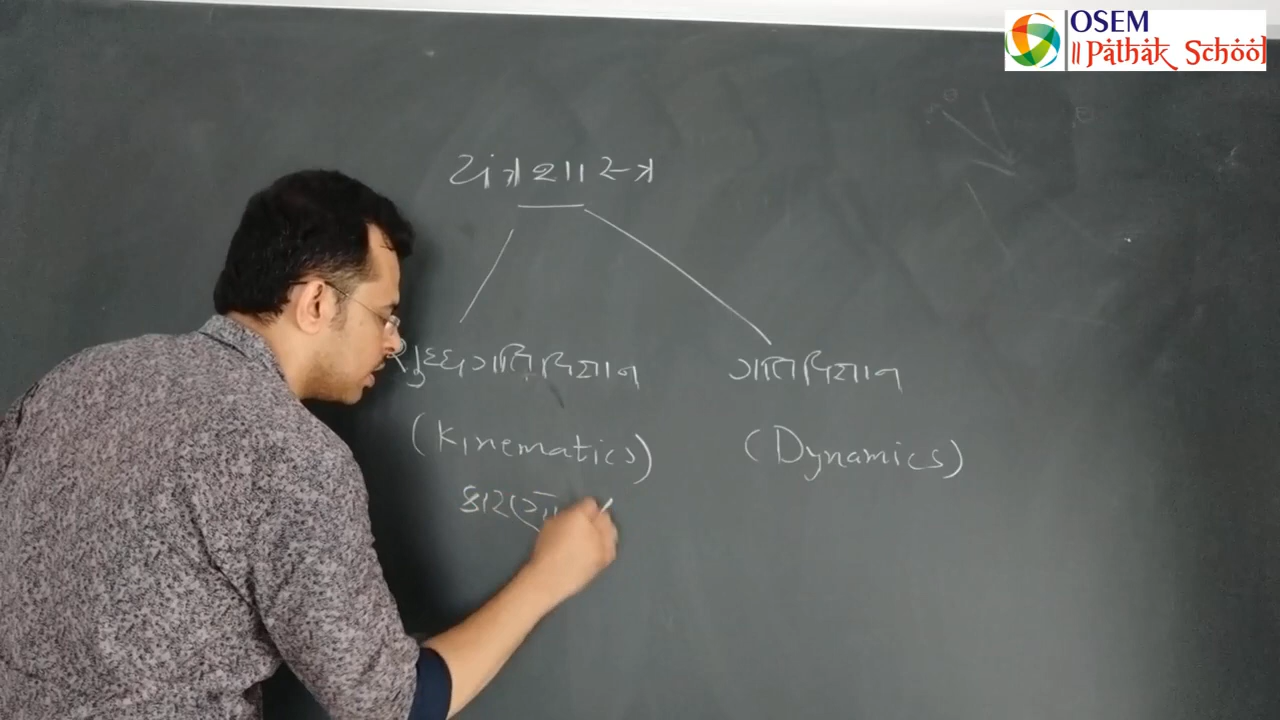 OSEM
|| Pathak School
યંત્રશાસ્ત્ર
શુદ્ધગતિવિજ્ઞાન ગતિવિજ્ઞાન
(Kinematics) (Dynamics)